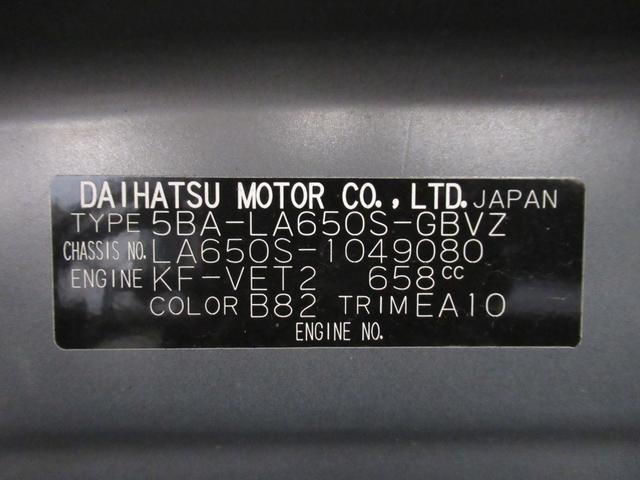 DAIHATSU MOTOR CO., LTD. JAPAN
TYPE 5BA-LA650S-GBVZ
CHASSIS NO. LA650S-1049080
ENGINE KF-VET2 658cc
COLOR B82 TRIM EA10
ENGINE NO.